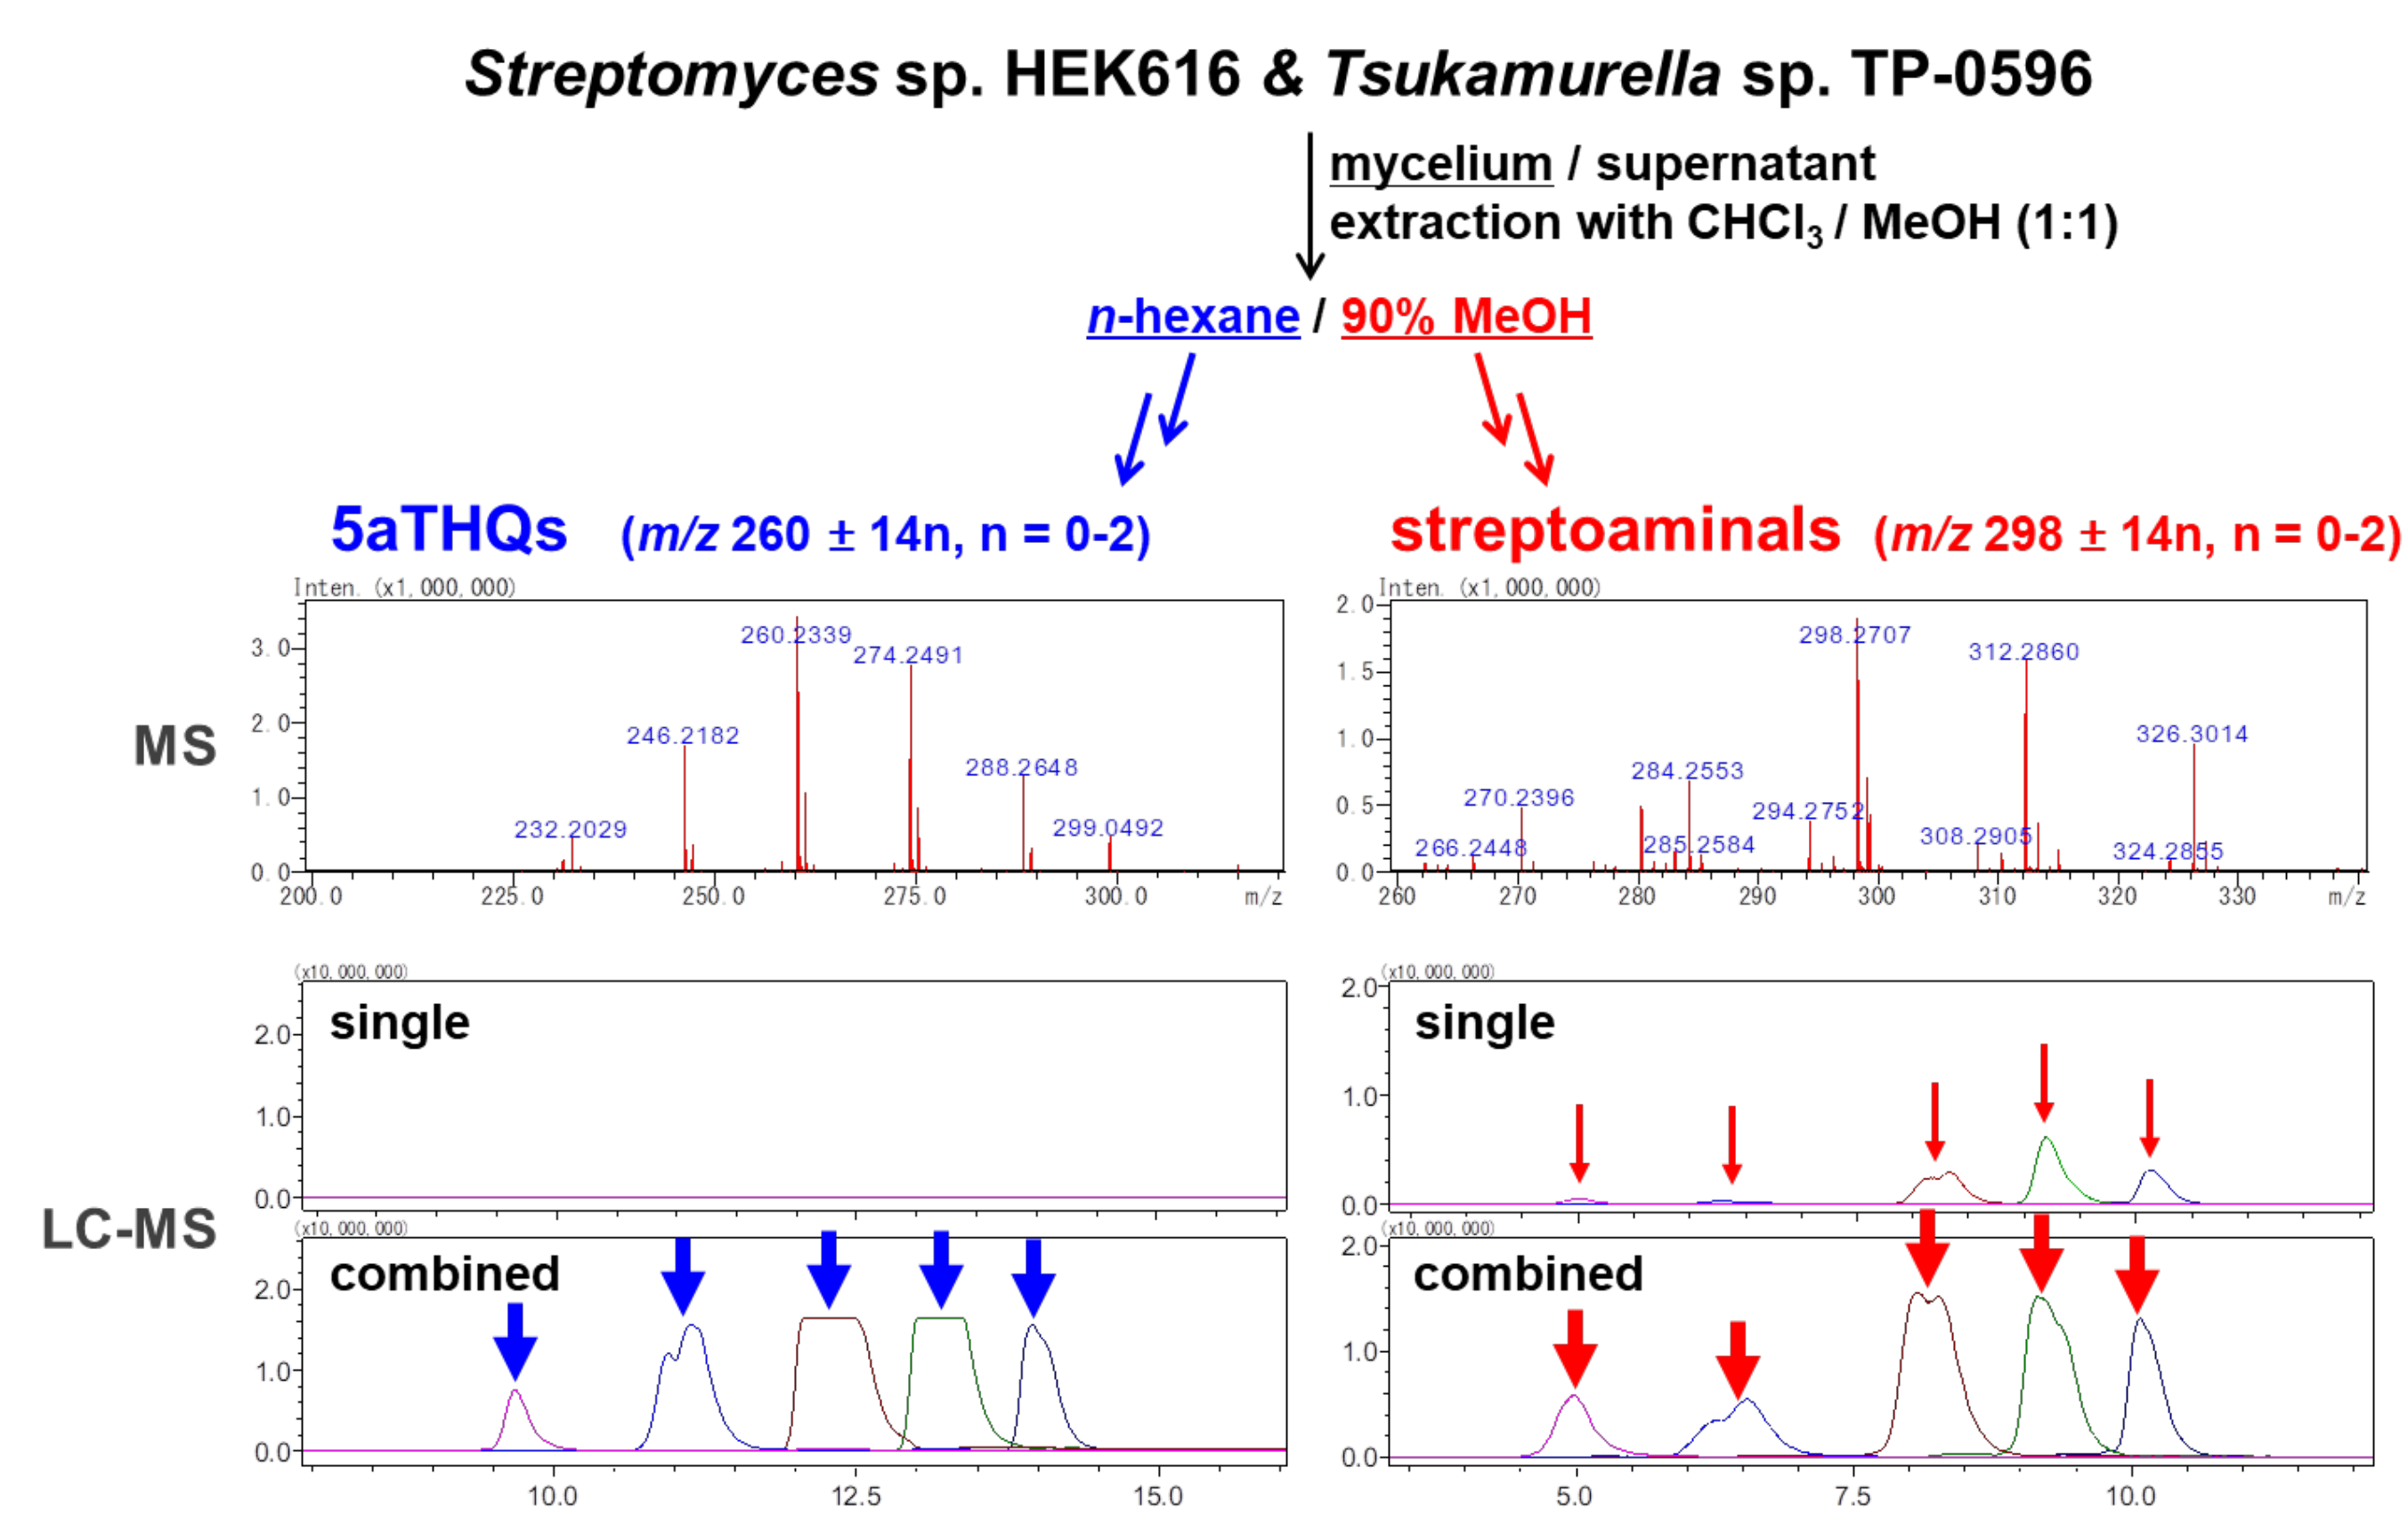 Streptomyces sp. HEK616 & Tsukamurella sp. TP-0596
mycelium / supernatant
extraction with CHCl₃ / MeOH (1:1)
n-hexane / 90% MeOH
5aTHQs (m/z 260 ± 14n, n = 0-2)
streptoaminals (m/z 298 ± 14n, n = 0-2)
MS
Inten. (x1,000,000)
3.0
2.0
1.0
0.0
232.2029
246.2182
260.2339
274.2491
288.2648
299.0492
200.0 225.0 250.0 275.0 300.0 m/z
Inten. (x1,000,000)
2.0
1.5
1.0
0.5
0.0
266.2448
270.2396
284.2553
285.2584
294.2752
298.2707
308.2905
312.2860
324.2855
326.3014
260 270 280 290 300 310 320 330 m/z
LC-MS
(x10,000,000)
single
2.0
1.0
0.0
(x10,000,000)
combined
2.0
1.0
0.0
10.0 12.5 15.0
(x10,000,000)
single
2.0
1.0
0.0
(x10,000,000)
combined
2.0
1.0
0.0
5.0 7.5 10.0